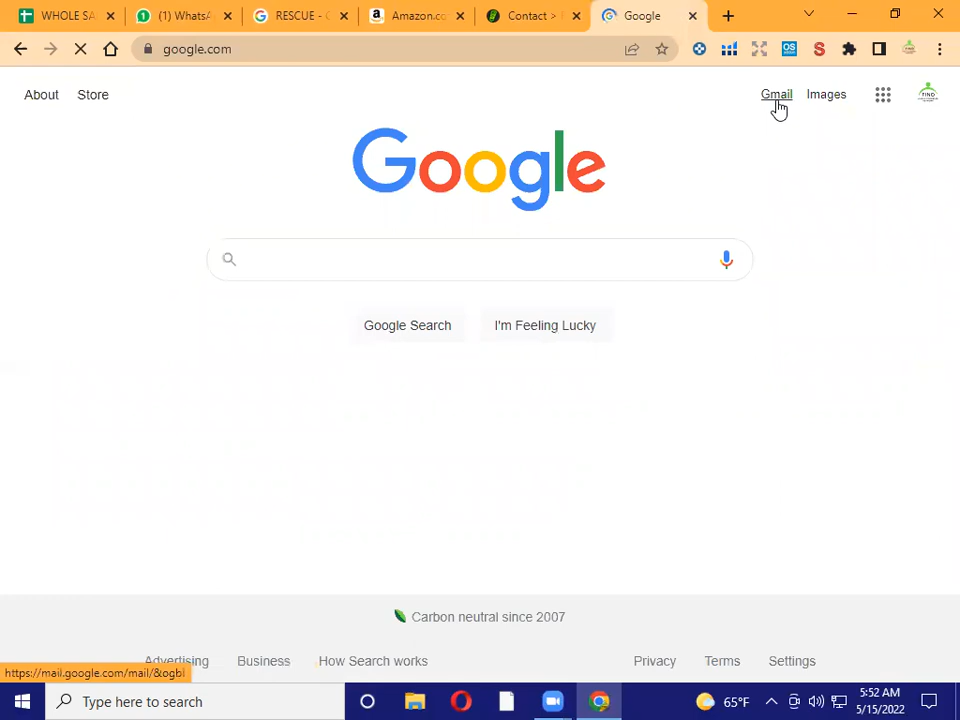 WHOLE SA
(1) WhatsA
RESCUE - G
Amazon.co
Contact >
Google
google.com
OS
S
About
Store
Gmail
Images
FIND
Google
Google Search
I'm Feeling Lucky
Carbon neutral since 2007
Advertising
Business
How Search works
Privacy
Terms
Settings
https://mail.google.com/mail/&ogbl
Type here to search
65°F
5:52 AM
5/15/2022